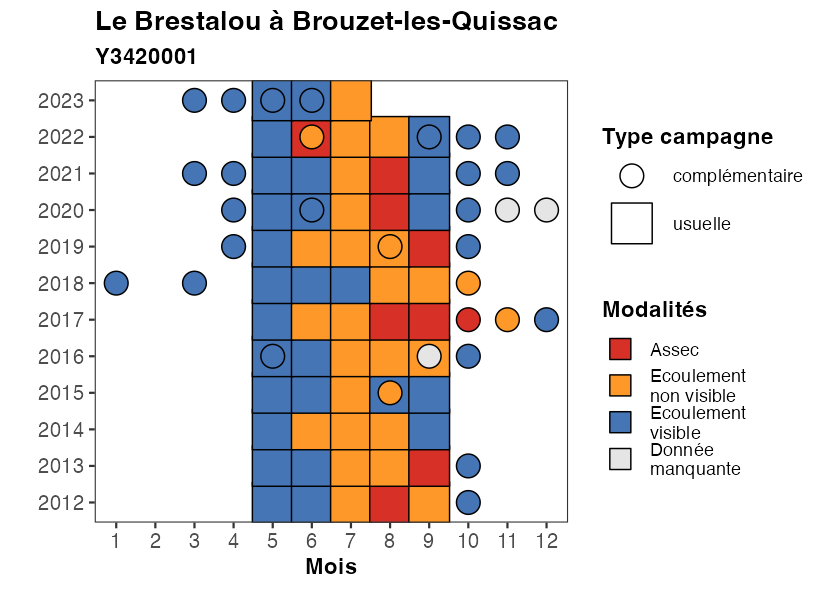 Le Brestalou à Brouzet-les-Quissac
Y3420001
2023
2022
2021
2020
2019
2018
2017
2016
2015
2014
2013
2012
1 2 3 4 5 6 7 8 9 10 11 12
Mois
Type campagne
complémentaire
usuelle
Modalités
Assec
Ecoulement
non visible
Ecoulement
visible
Donnée
manquante